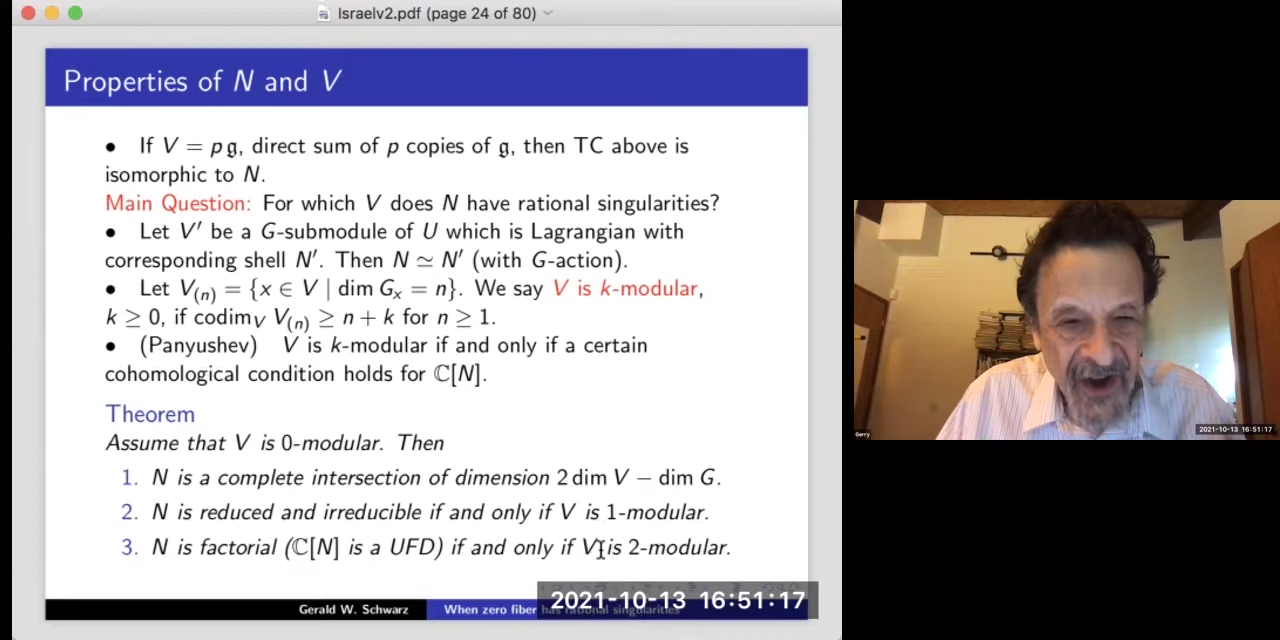 Israelv2.pdf (page 24 of 80)
Properties of N and V
• If V = p 𝔤, direct sum of p copies of 𝔤, then TC above is
isomorphic to N.
Main Question: For which V does N have rational singularities?
• Let V′ be a G-submodule of U which is Lagrangian with
corresponding shell N′. Then N ≃ N′ (with G-action).
• Let V₍ₙ₎ = {x ∈ V | dim Gₓ = n}. We say V is k-modular,
k ≥ 0, if codim_V V₍ₙ₎ ≥ n + k for n ≥ 1.
• (Panyushev) V is k-modular if and only if a certain
cohomological condition holds for ℂ[N].
Theorem
Assume that V is 0-modular. Then
1. N is a complete intersection of dimension 2 dim V − dim G.
2. N is reduced and irreducible if and only if V is 1-modular.
3. N is factorial (ℂ[N] is a UFD) if and only if V is 2-modular.
Gerald W. Schwarz When zero fiber has rational singularities
2021-10-13 16:51:17
Gerry
2021-10-13 16:51:17